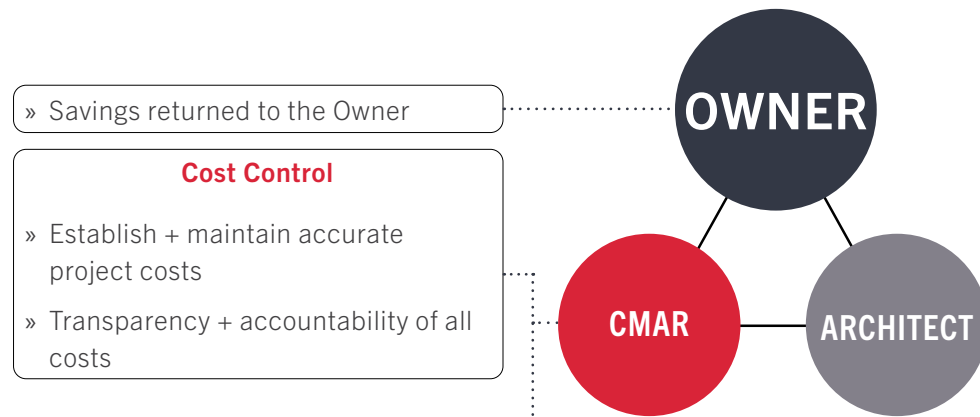 » Savings returned to the Owner
OWNER
Cost Control
» Establish + maintain accurate
project costs
» Transparency + accountability of all
costs
CMAR
ARCHITECT